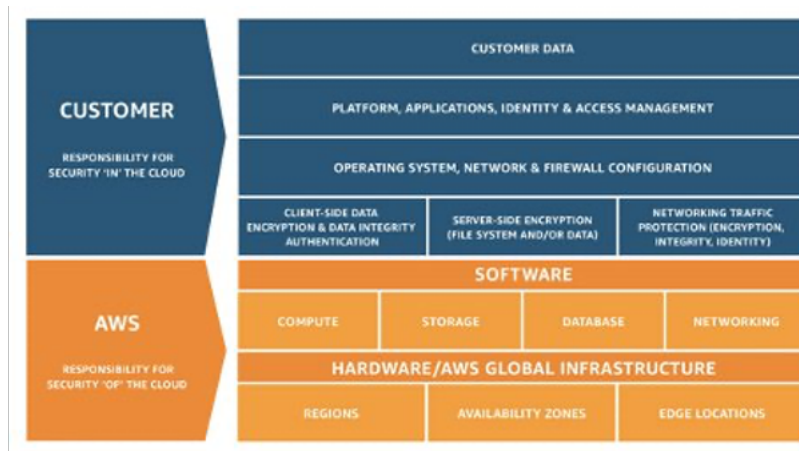 CUSTOMER
RESPONSIBILITY FOR
SECURITY 'IN' THE CLOUD
CUSTOMER DATA
PLATFORM, APPLICATIONS, IDENTITY & ACCESS MANAGEMENT
OPERATING SYSTEM, NETWORK & FIREWALL CONFIGURATION
CLIENT-SIDE DATA
ENCRYPTION & DATA INTEGRITY
AUTHENTICATION
SERVER-SIDE ENCRYPTION
(FILE SYSTEM AND/OR DATA)
NETWORKING TRAFFIC
PROTECTION (ENCRYPTION,
INTEGRITY, IDENTITY)
AWS
RESPONSIBILITY FOR
SECURITY 'OF' THE CLOUD
SOFTWARE
COMPUTE
STORAGE
DATABASE
NETWORKING
HARDWARE/AWS GLOBAL INFRASTRUCTURE
REGIONS
AVAILABILITY ZONES
EDGE LOCATIONS